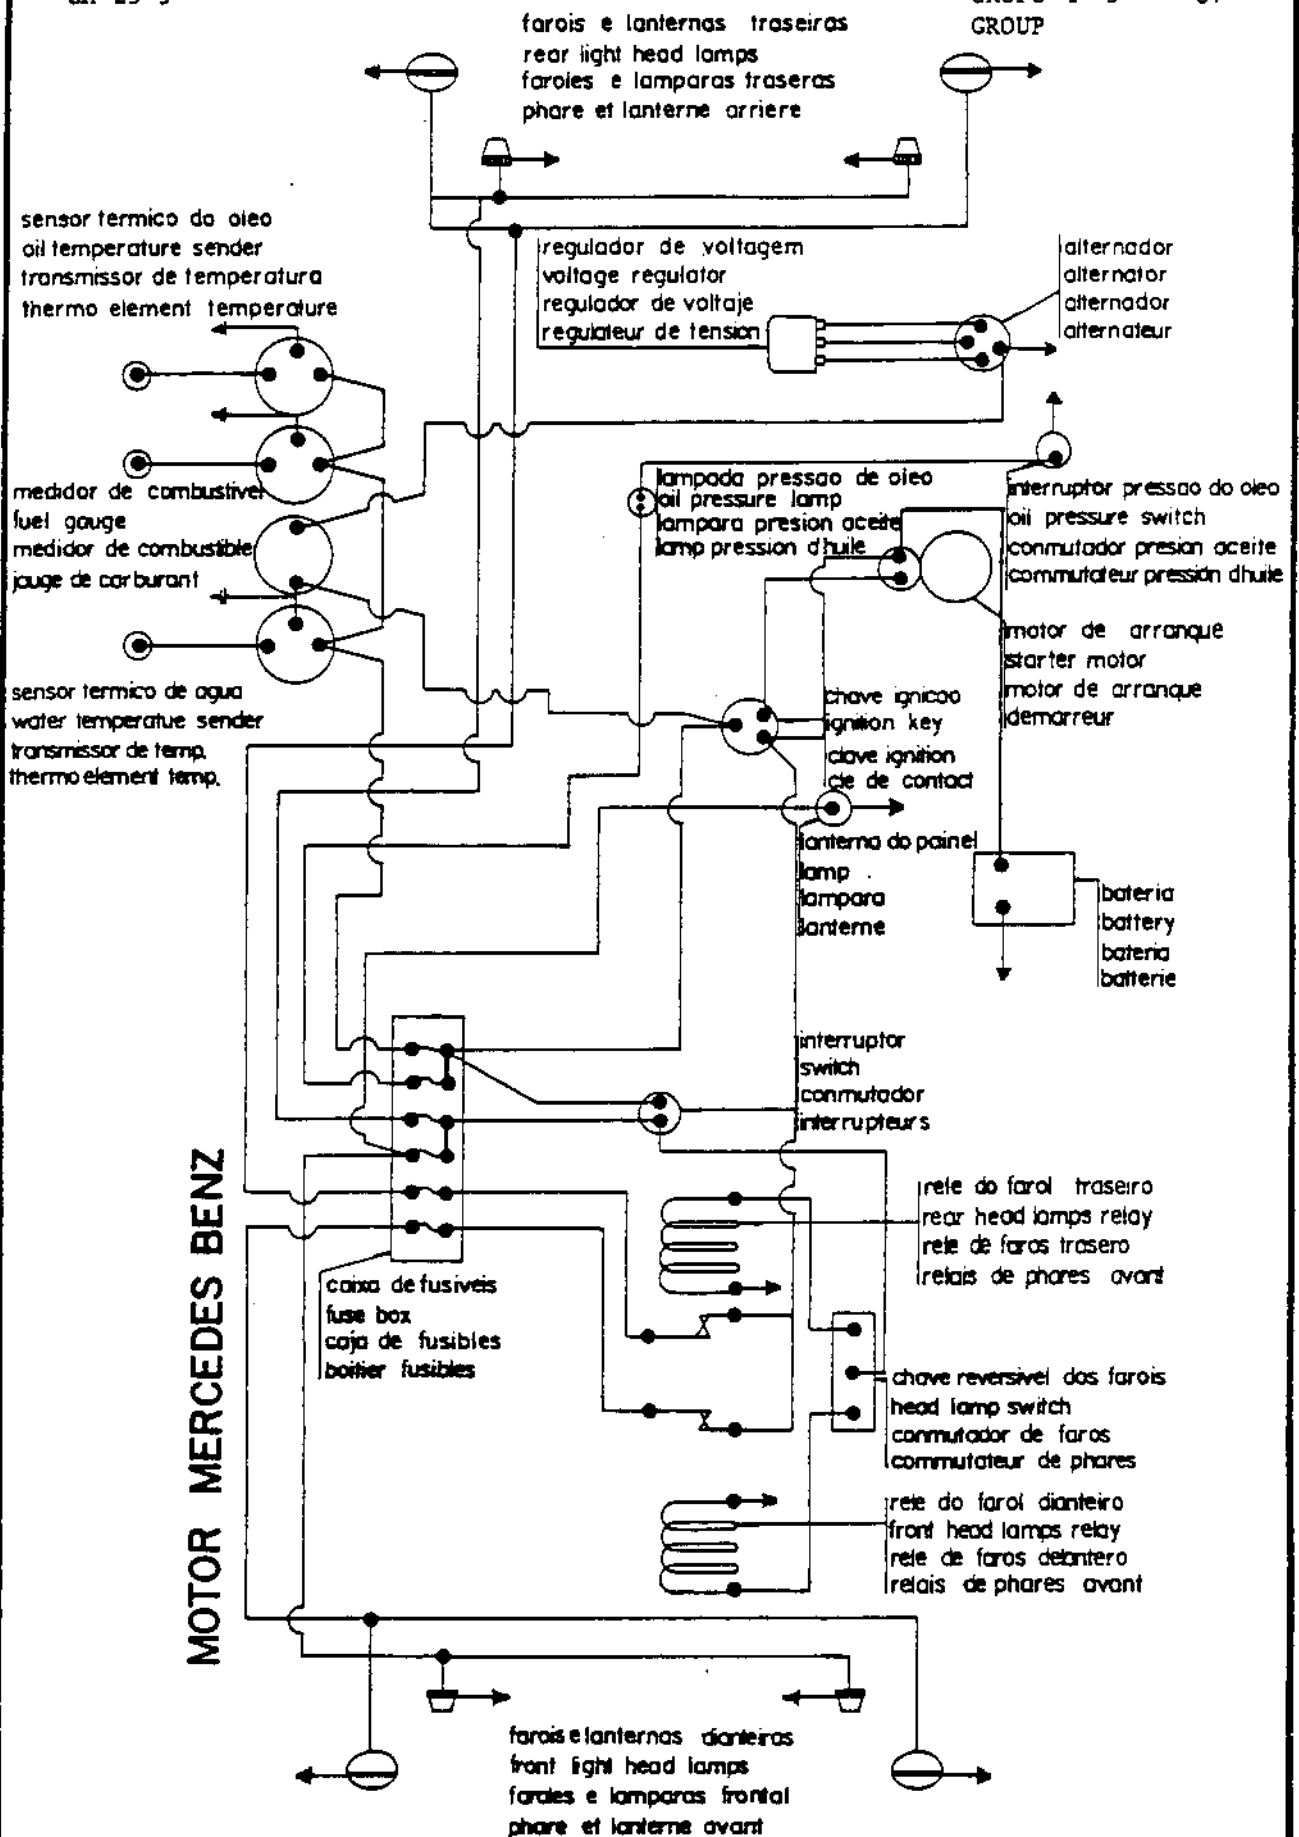 farois e lanternas traseiras
rear light head lamps
faroles e lamparas traseras
phare et lanterne arriere
GROUP
sensor termico do oleo
oil temperature sender
transmissor de temperatura
thermo element temperature
regulador de voltagem
voltage regulator
regulador de voltaje
regulateur de tension
alternador
alternator
alternador
alternateur
medidor de combustivel
fuel gouge
medidor de combustible
jouge de carburant
lampada pressao de oleo
oil pressure lamp
lampara presion aceite
lamp pression dhuile
interruptor pressao do oleo
oil pressure switch
conmutador presion aceite
commutateur pression dhuile
motor de arranque
starter motor
motor de arranque
demarreur
sensor termico de agua
water temperatue sender
transmissor de temp.
thermo element temp.
chave ignicao
ignition key
clave ignition
cle de contact
lanterna do painel
lamp
lampara
lanterne
bateria
battery
bateria
batterie
interruptor
switch
conmutador
interrupteurs
MOTOR MERCEDES BENZ
caixa de fusiveis
fuse box
caja de fusibles
boitier fusibles
rele do farol traseiro
rear head lamps relay
rele de faros trasero
relais de phares avant
chave reversivel dos farois
head lamp switch
conmutador de faros
commutateur de phares
rele do farol dianteiro
front head lamps relay
rele de faros delantero
relais de phares avant
farois e lanternas dianteiras
front light head lamps
faroles e lamparas frontal
phare et lanterne avant